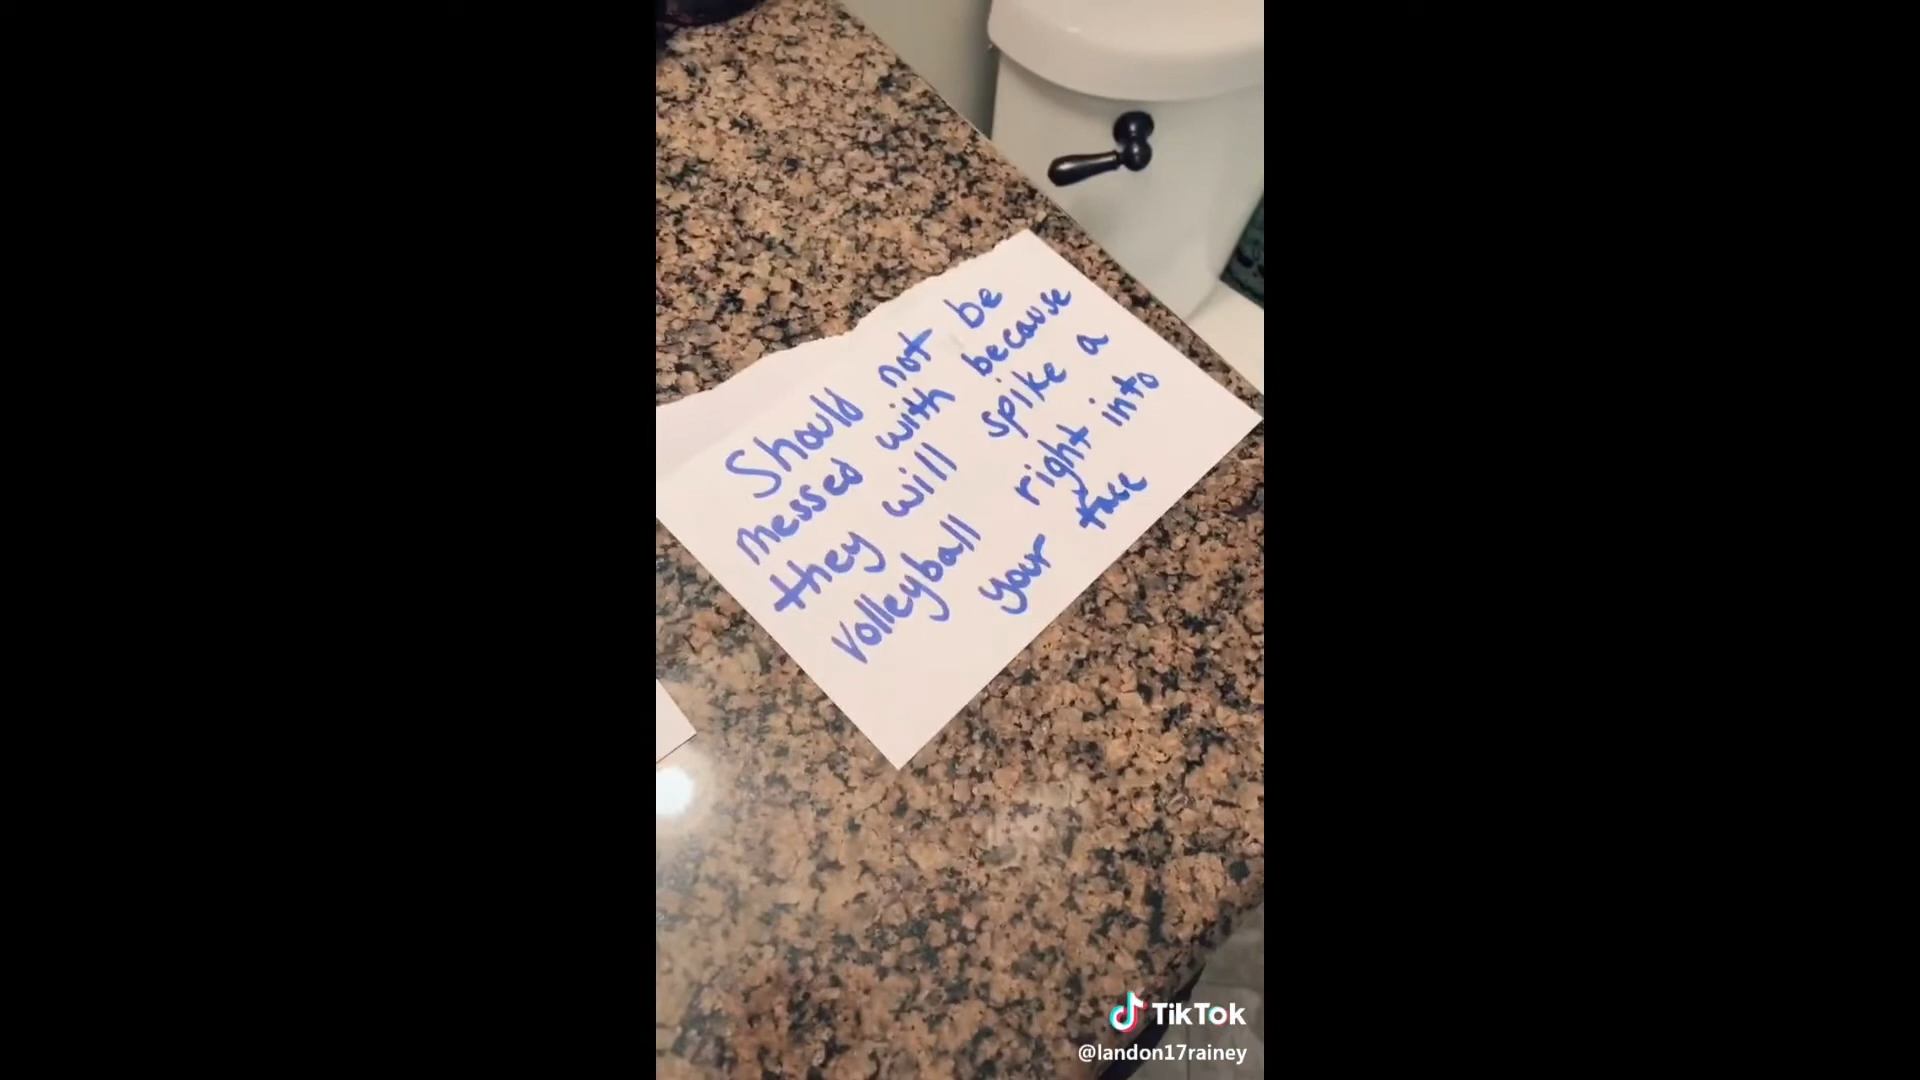 Should not be
messed with because
they will spike a
volleyball right into
your face
TikTok
@landon17rainey